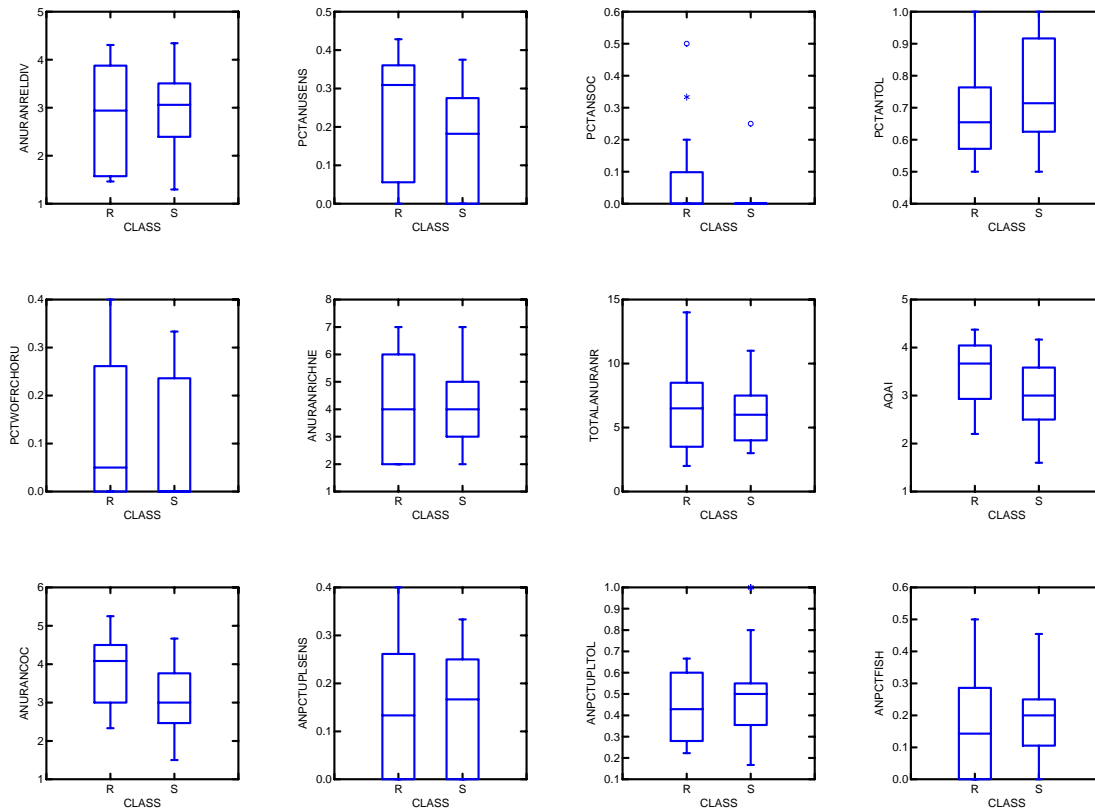 ANURANRELDIV
5
4
3
2
1
R S
CLASS
PCTANUSENS
0.5
0.4
0.3
0.2
0.1
0.0
R S
CLASS
PCTANSOC
0.6
0.5
0.4
0.3
0.2
0.1
0.0
R S
CLASS
PCTANTOL
1.0
0.9
0.8
0.7
0.6
0.5
0.4
R S
CLASS
PCTWOFRCHORU
0.4
0.3
0.2
0.1
0.0
R S
CLASS
ANURANRICHNE
8
7
6
5
4
3
2
1
R S
CLASS
TOTALANURANR
15
10
5
0
R S
CLASS
AQAI
5
4
3
2
1
R S
CLASS
ANURANCOC
6
5
4
3
2
1
R S
CLASS
ANPCTUPLSENS
0.4
0.3
0.2
0.1
0.0
R S
CLASS
ANPCTUPLTOL
1.0
0.9
0.8
0.7
0.6
0.5
0.4
0.3
0.2
0.1
R S
CLASS
ANPCTFISH
0.6
0.5
0.4
0.3
0.2
0.1
0.0
R S
CLASS